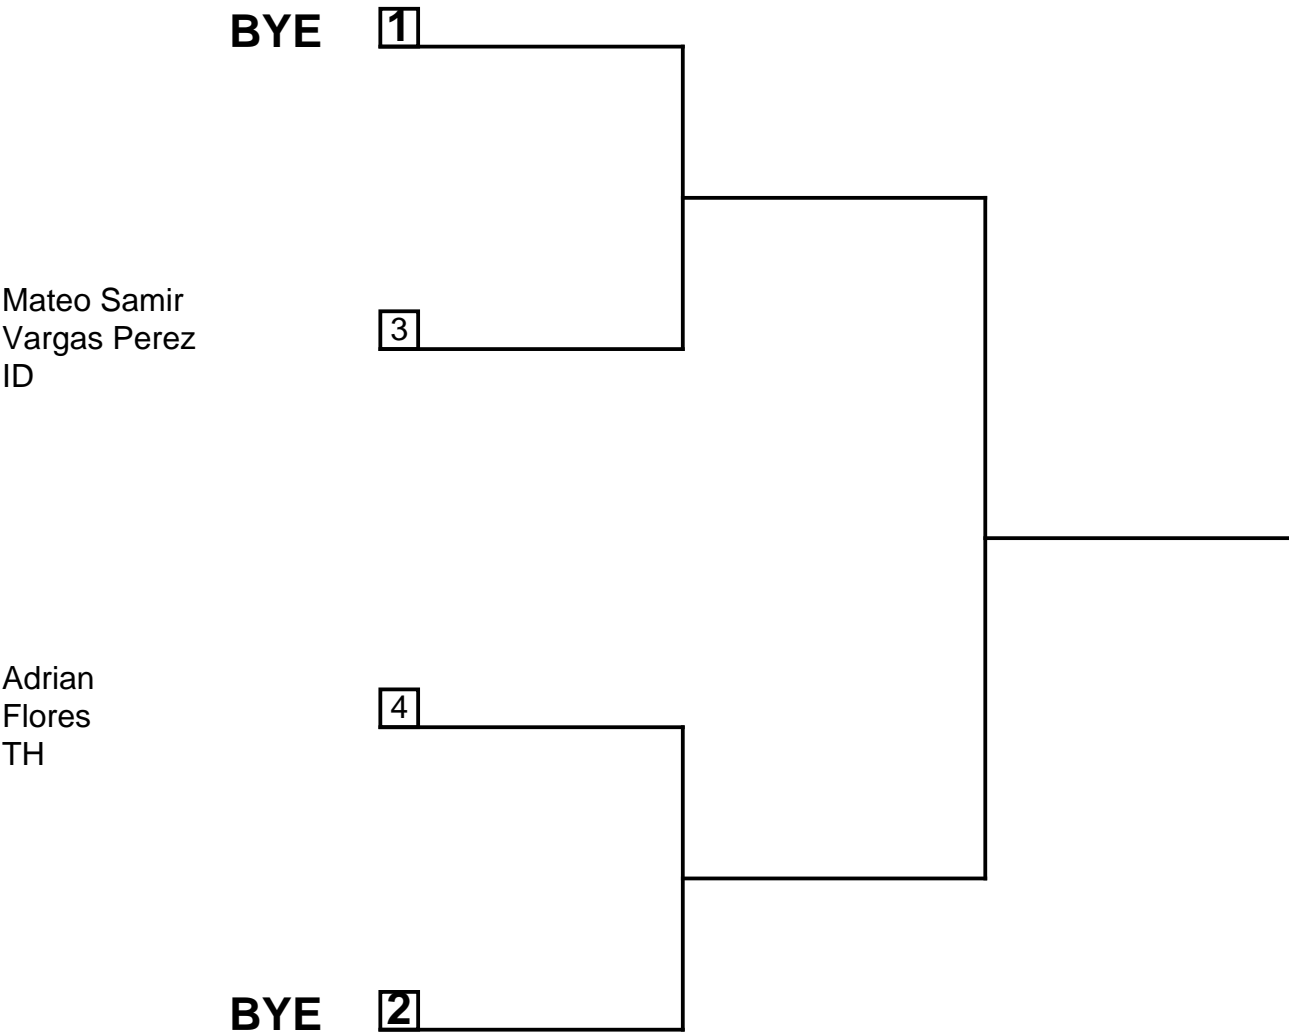 BYE 1
Mateo Samir
Vargas Perez
ID
3
Adrian
Flores
TH
4
BYE 2